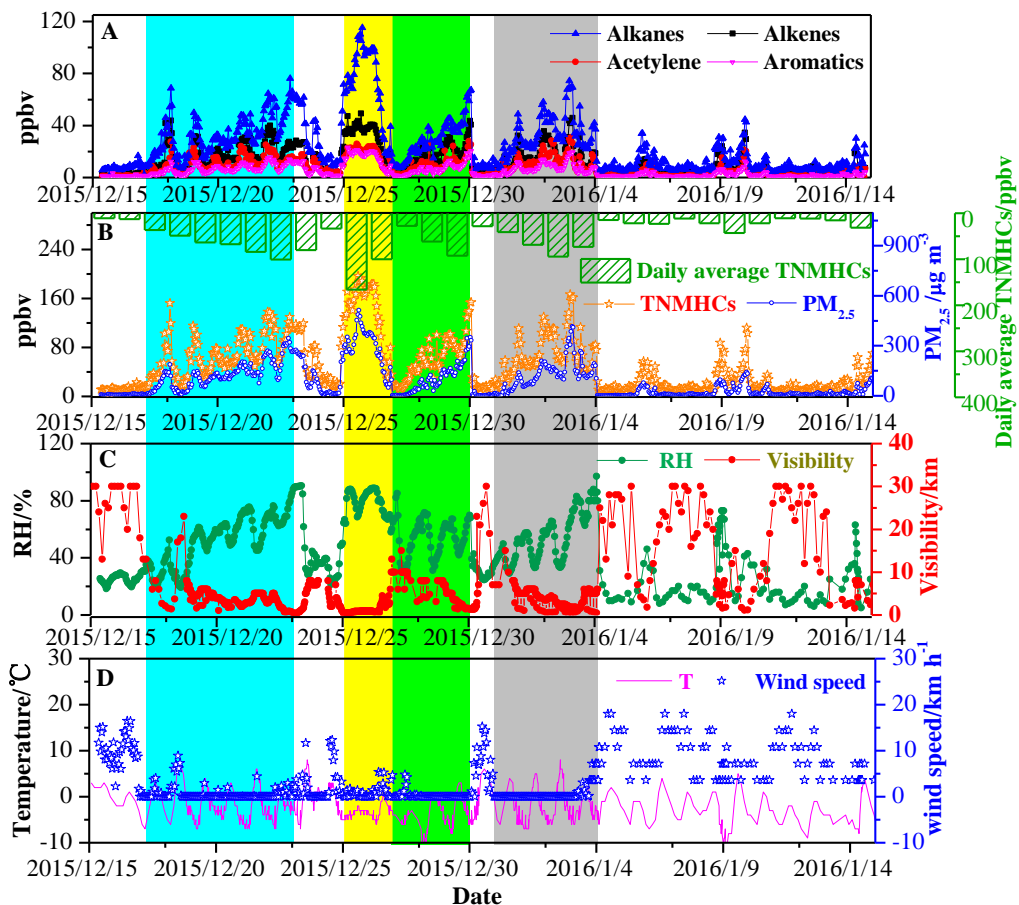 A
Alkanes
Alkenes
Acetylene
Aromatics
ppbv
120
80
40
0
2015/12/15
2015/12/20
2015/12/25
2015/12/30
2016/1/4
2016/1/9
2016/1/14
B
Daily average TNMHCs
TNMHCs
PM2.5
ppbv
240
160
80
0
PM2.5 /μg m-3
900
600
300
0
Daily average TNMHCs/ppbv
0
100
200
300
400
2015/12/15
2015/12/20
2015/12/25
2015/12/30
2016/1/4
2016/1/9
2016/1/14
C
RH
Visibility
RH/%
120
80
40
0
Visibility/km
40
30
20
10
0
2015/12/15
2015/12/20
2015/12/25
2015/12/30
2016/1/4
2016/1/9
2016/1/14
D
T
Wind speed
Temperature/℃
30
20
10
0
-10
wind speed/km h-1
30
20
10
0
-10
2015/12/15
2015/12/20
2015/12/25
2015/12/30
2016/1/4
2016/1/9
2016/1/14
Date